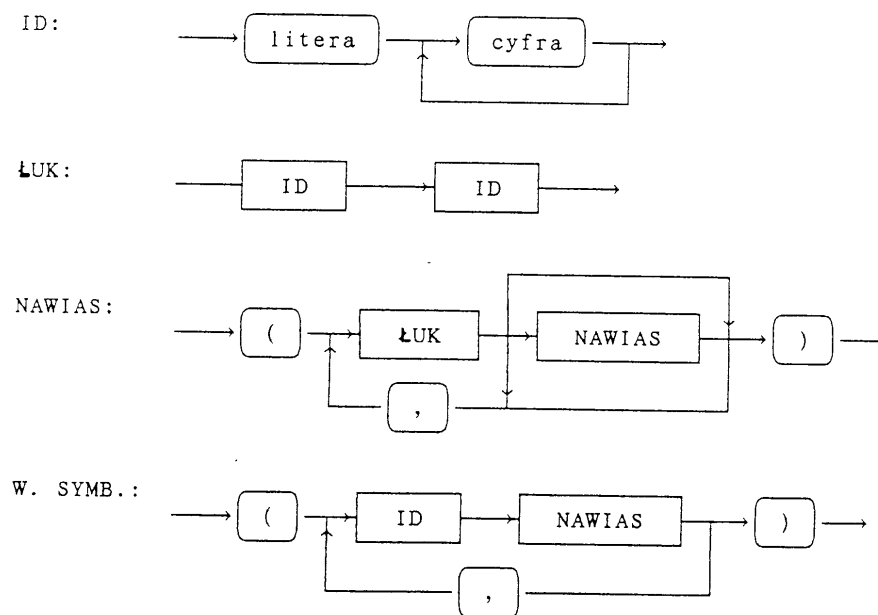 ID:
litera cyfra
ŁUK:
ID ID
NAWIAS:
( ŁUK NAWIAS )
,
W. SYMB.:
( ID NAWIAS )
,